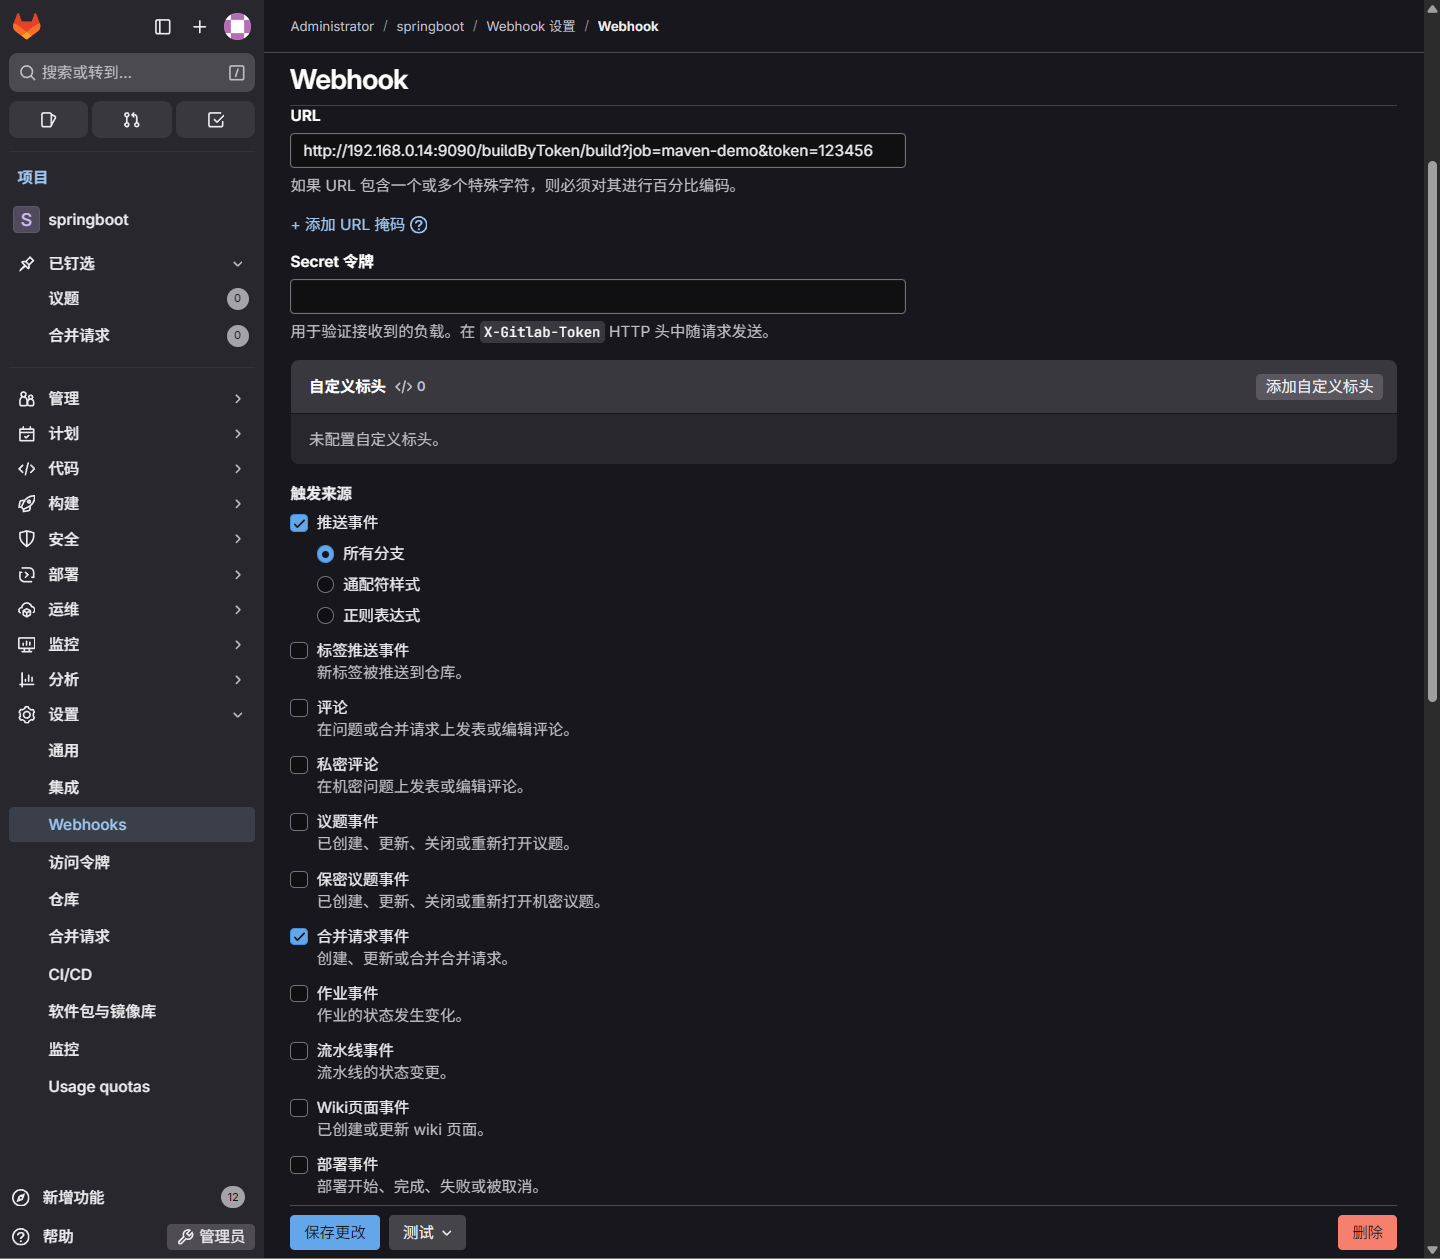 Administrator / springboot / Webhook 设置 / Webhook
搜索或转到...
/
项目
S springboot
已钉选
议题 0
合并请求 0
管理
计划
代码
构建
安全
部署
运维
监控
分析
设置
通用
集成
Webhooks
访问令牌
仓库
合并请求
CI/CD
软件包与镜像库
监控
Usage quotas
新增功能 12
帮助
管理员
Webhook
URL
http://192.168.0.14:9090/buildByToken/build?job=maven-demo&token=123456
如果 URL 包含一个或多个特殊字符，则必须对其进行百分比编码。
+ 添加 URL 掩码
Secret 令牌
用于验证接收到的负载。在 X-Gitlab-Token HTTP 头中随请求发送。
自定义标头 </> 0
添加自定义标头
未配置自定义标头。
触发来源
推送事件
所有分支
通配符样式
正则表达式
标签推送事件
新标签被推送到仓库。
评论
在问题或合并请求上发表或编辑评论。
私密评论
在机密问题上发表或编辑评论。
议题事件
已创建、更新、关闭或重新打开议题。
保密议题事件
已创建、更新、关闭或重新打开机密议题。
合并请求事件
创建、更新或合并合并请求。
作业事件
作业的状态发生变化。
流水线事件
流水线的状态变更。
Wiki页面事件
已创建或更新 wiki 页面。
部署事件
部署开始、完成、失败或被取消。
保存更改
测试
删除